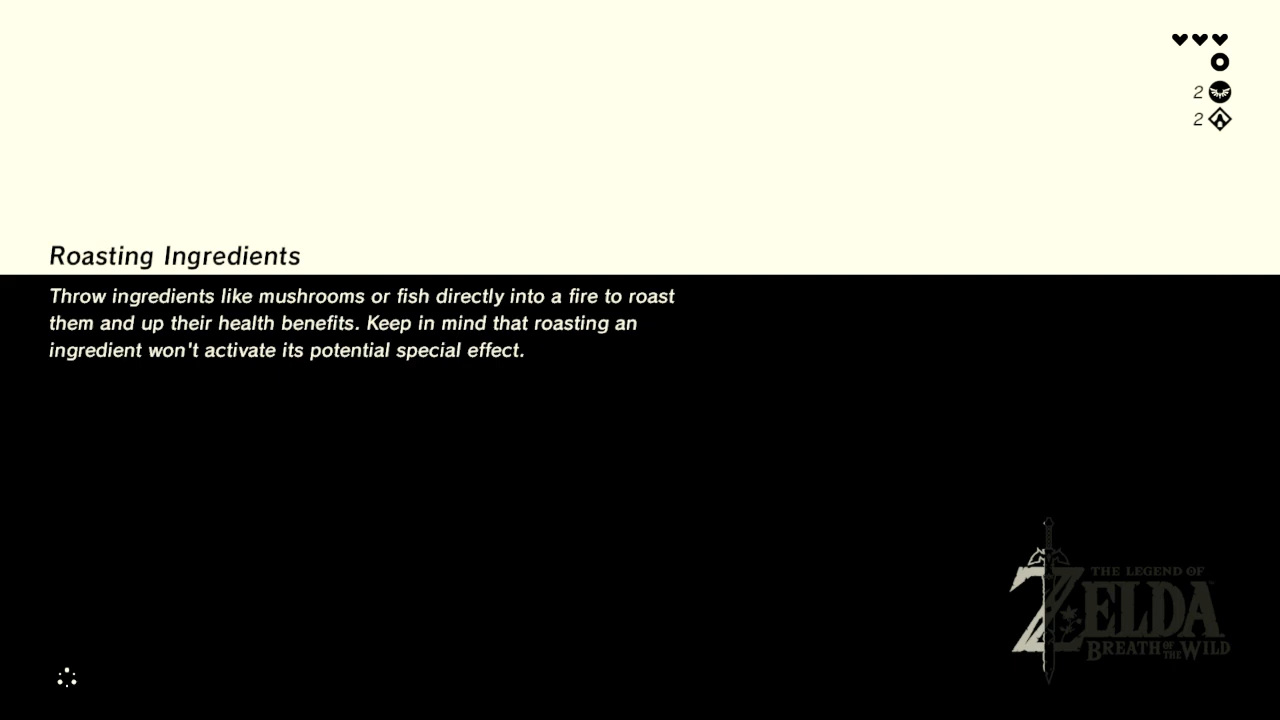 2
2
Roasting Ingredients
Throw ingredients like mushrooms or fish directly into a fire to roast
them and up their health benefits. Keep in mind that roasting an
ingredient won't activate its potential special effect.
THE LEGEND OF
ZELDA
BREATH OF THE WILD